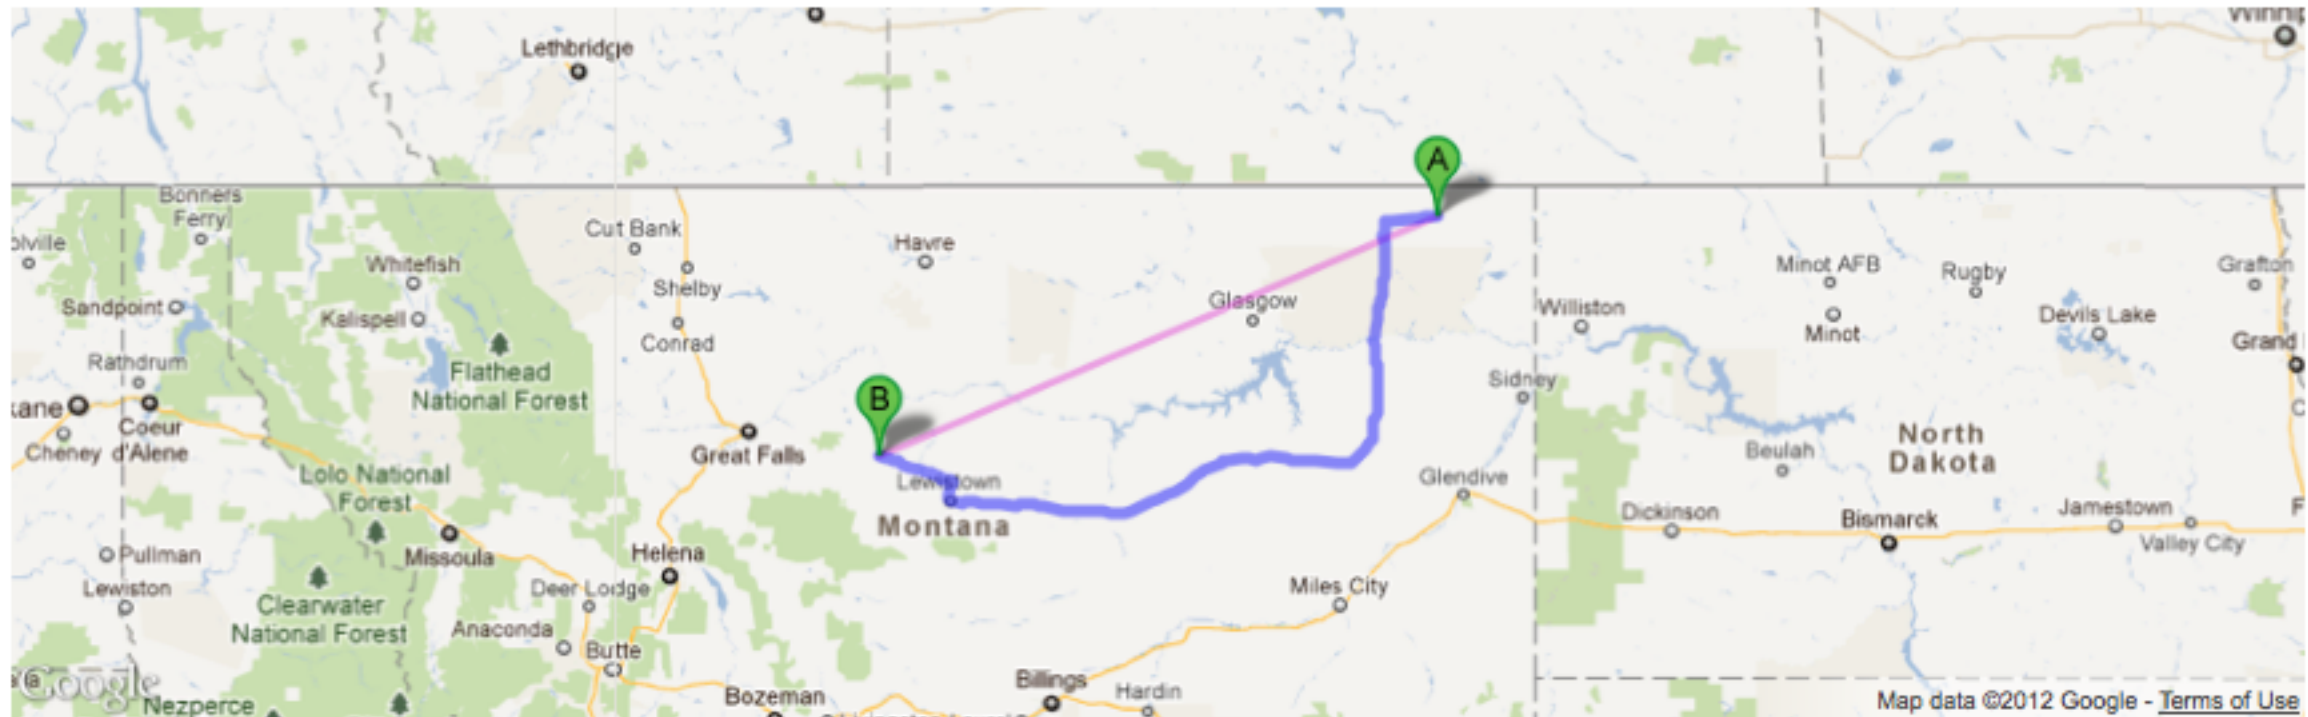 Winnip
Lethbridge
A
Bonners
Ferry
olville
Cut Bank
Havre
Whitefish
Minot AFB
Rugby
Grafton
Shelby
Sandpoint
Kalispell
Glasgow
Williston
Devils Lake
Minot
Conrad
Grand
Rathdrum
Flathead
National Forest
Sidney
B
kane
Coeur
d'Alene
Cheney
Great Falls
North
Dakota
Beulah
Lolo National
Forest
Lewistown
Glendive
Montana
Dickinson
Bismarck
Jamestown
F
Valley City
Pullman
Missoula
Helena
Lewiston
Deer Lodge
Miles City
Clearwater
National Forest
Anaconda
Butte
Google
Nezperce
Bozeman
Billings
Hardin
Map data ©2012 Google - Terms of Use